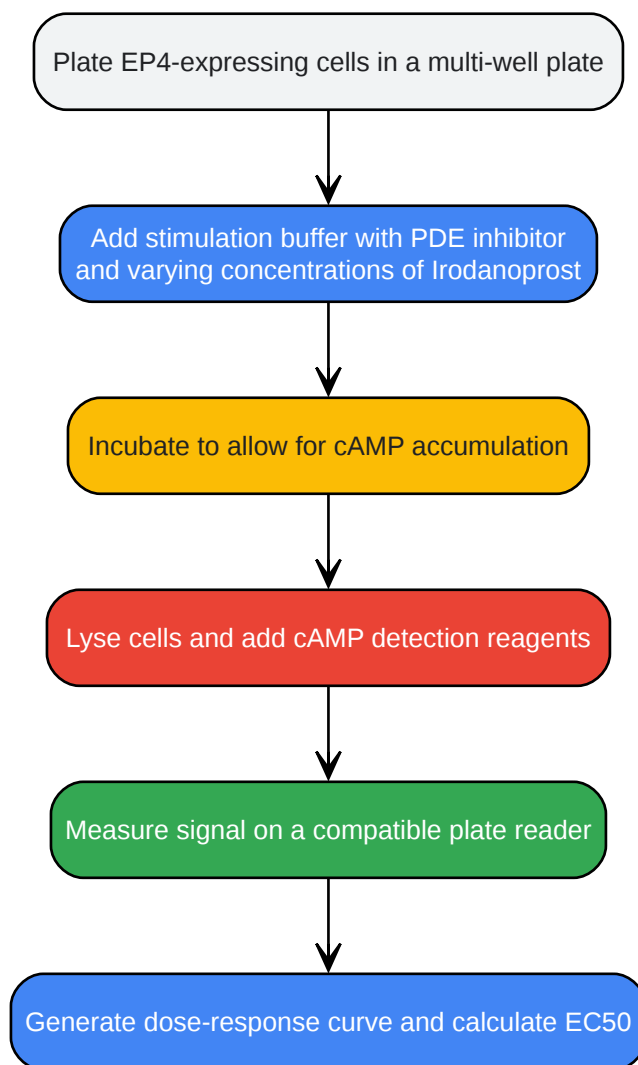 Plate EP4-expressing cells in a multi-well plate
Add stimulation buffer with PDE inhibitor
and varying concentrations of Irodanoprost
Incubate to allow for cAMP accumulation
Lyse cells and add cAMP detection reagents
Measure signal on a compatible plate reader
Generate dose-response curve and calculate EC50